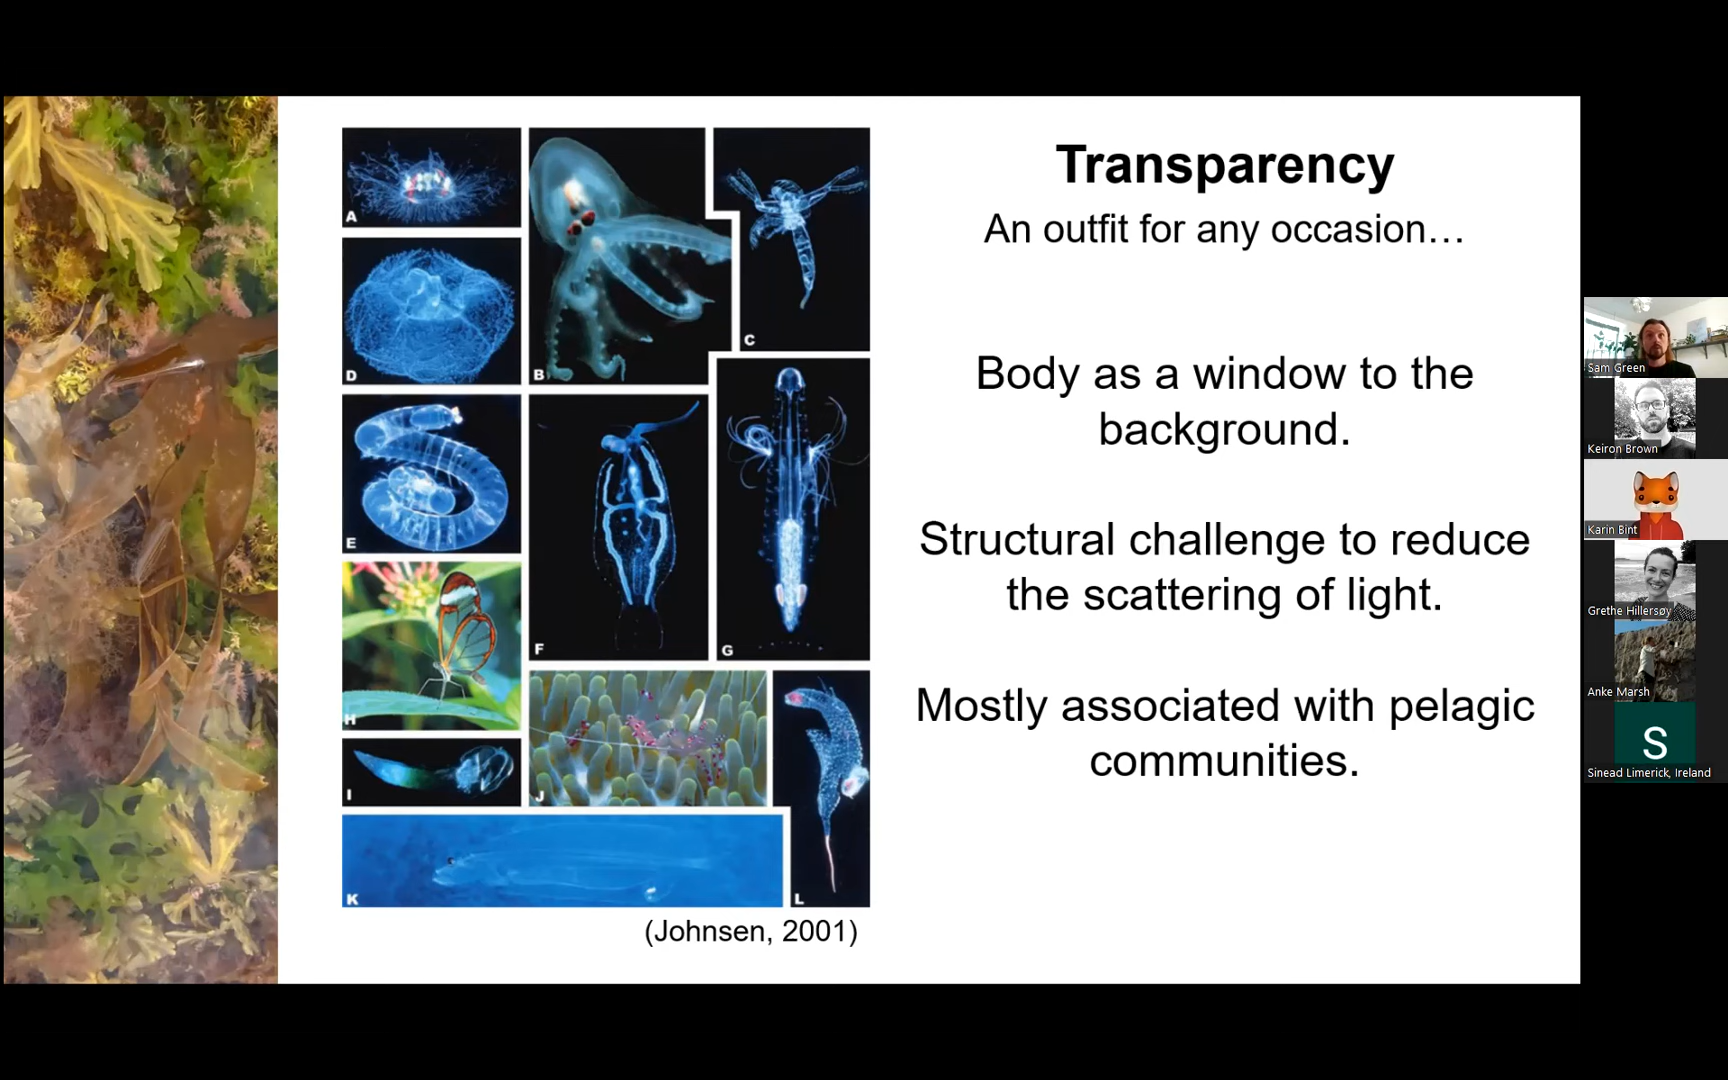 Transparency
An outfit for any occasion…
Body as a window to the
background.
Structural challenge to reduce
the scattering of light.
Mostly associated with pelagic
communities.
A
B
C
D
E
F
G
H
I
J
K
L
(Johnsen, 2001)
Sam Green
Keiron Brown
Karin Bint
Grethe Hillersøy
Anke Marsh
S
Sinead Limerick, Ireland